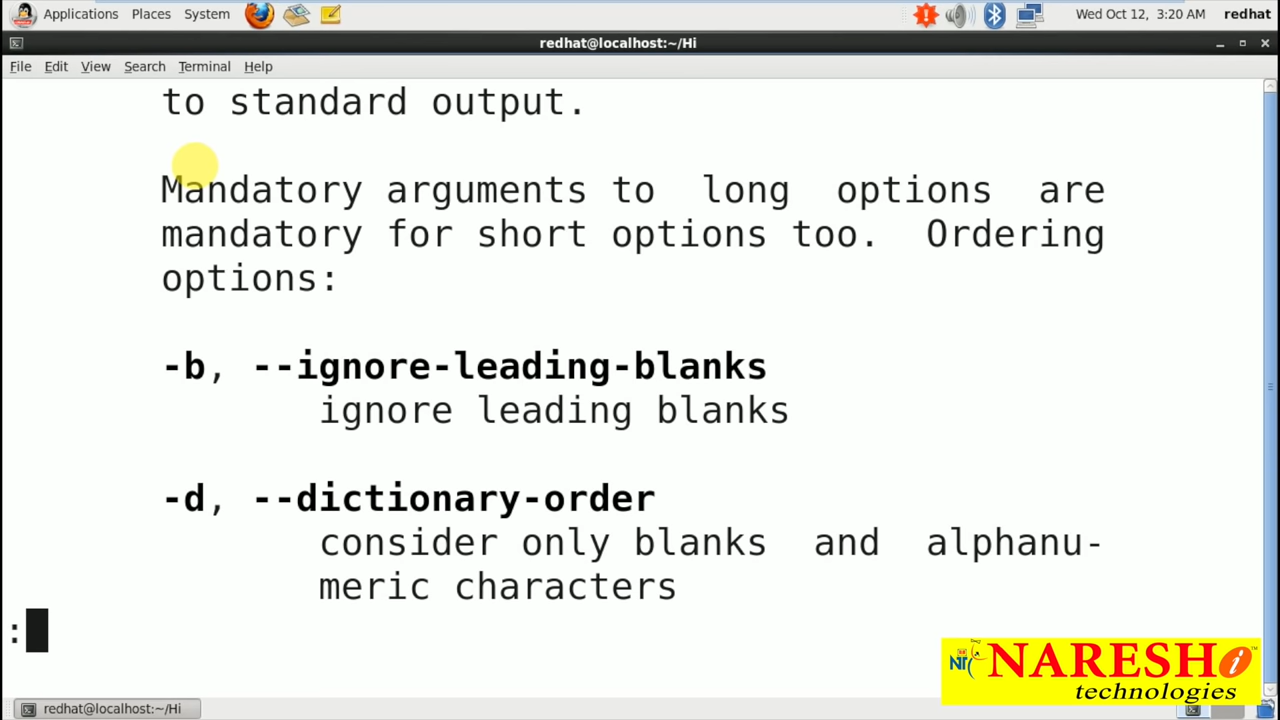 Applications Places System Wed Oct 12, 3:20 AM redhat
redhat@localhost:~/Hi
File Edit View Search Terminal Help
to standard output.
Mandatory arguments to long options are
mandatory for short options too. Ordering
options:
-b, --ignore-leading-blanks
ignore leading blanks
-d, --dictionary-order
consider only blanks and alphanu-
meric characters
:
NARESH i
technologies
redhat@localhost:~/Hi